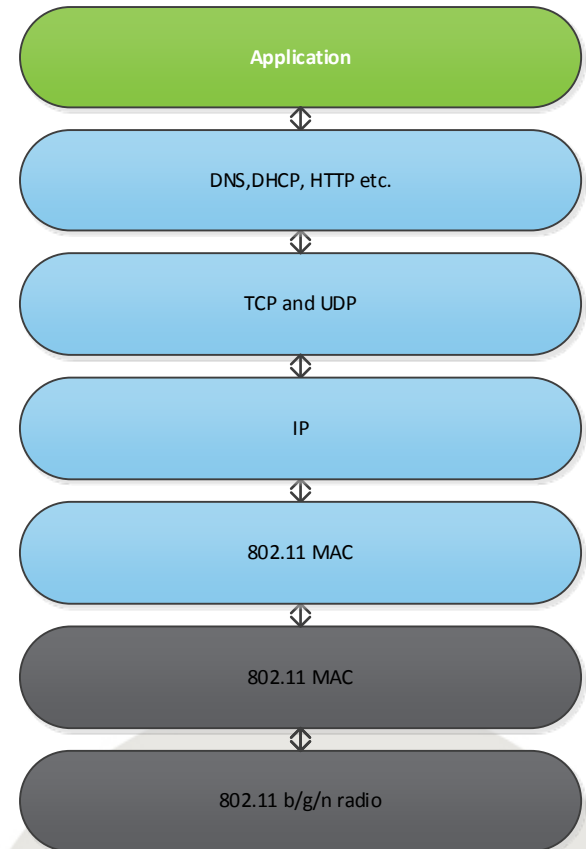 Application
DNS,DHCP, HTTP etc.
TCP and UDP
IP
802.11 MAC
802.11 MAC
802.11 b/g/n radio